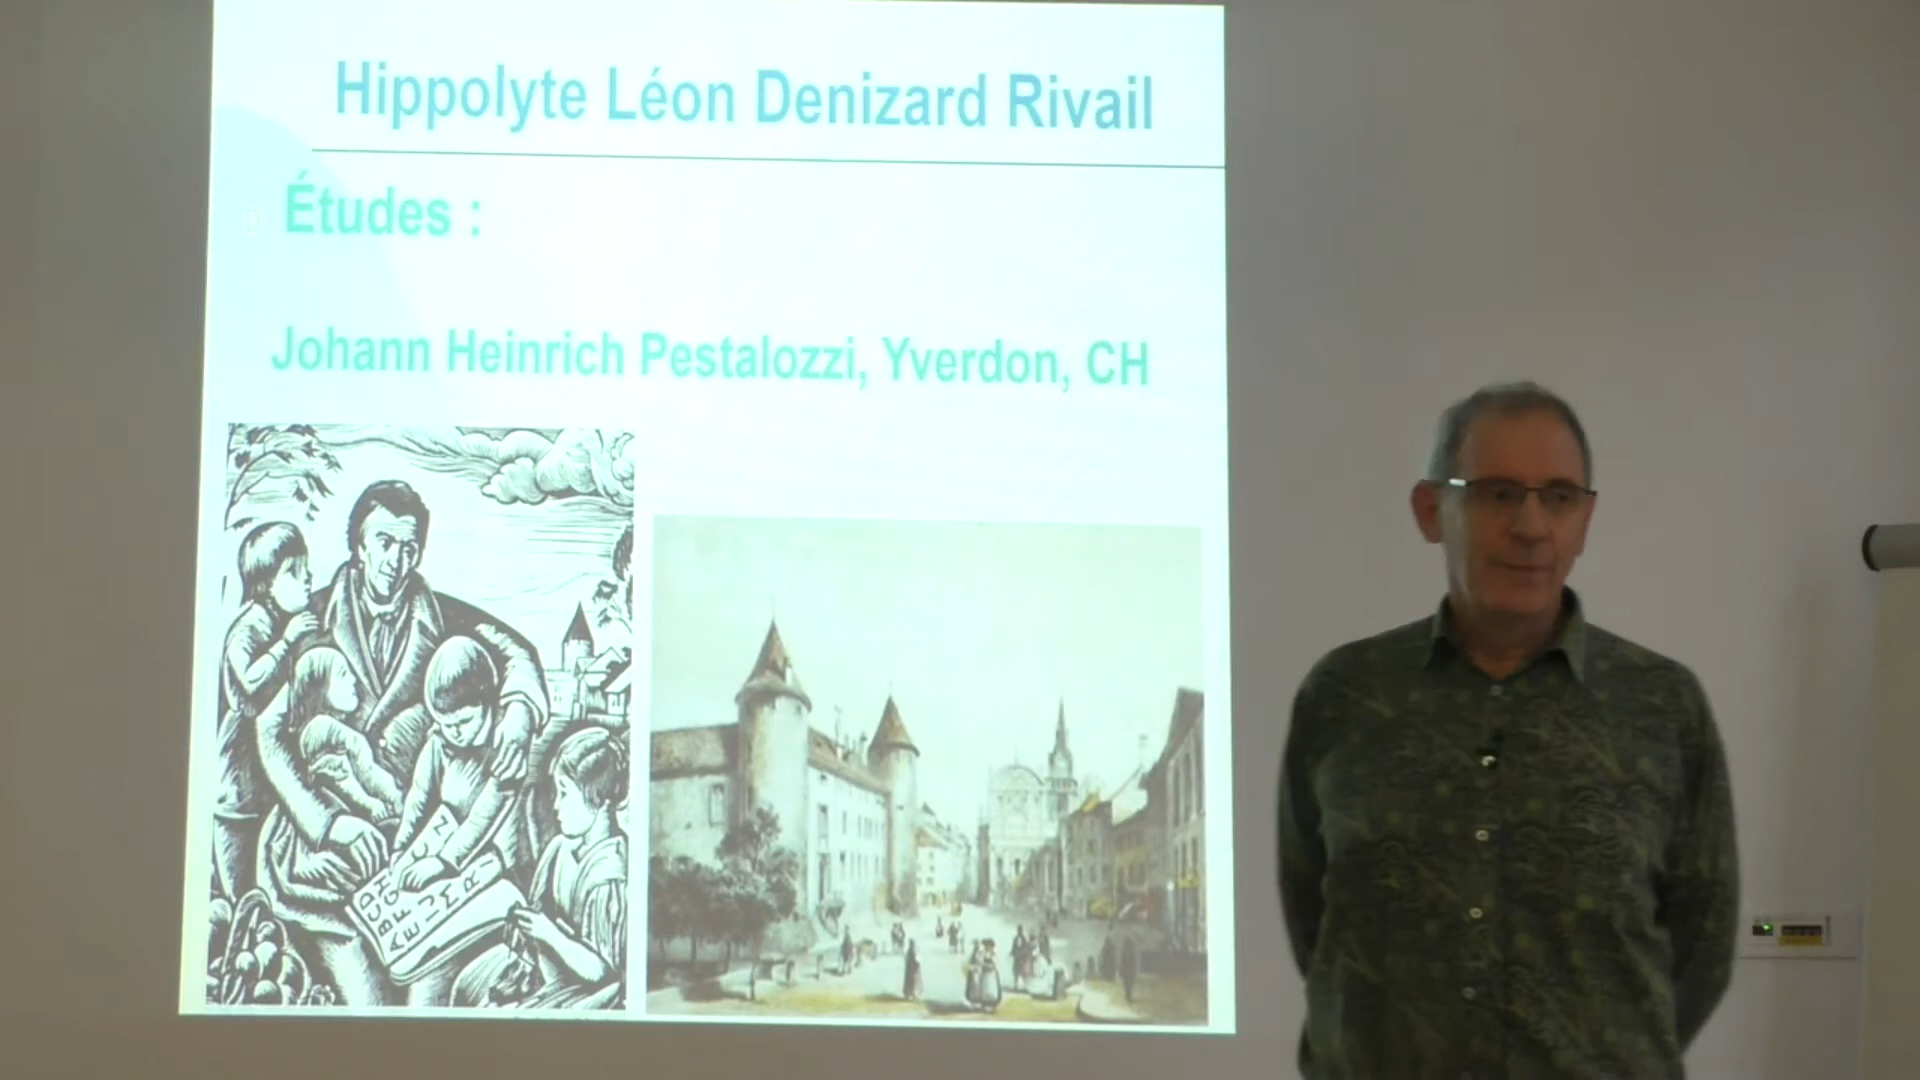 Hippolyte Léon Denizard Rivail
Études :
Johann Heinrich Pestalozzi, Yverdon, CH